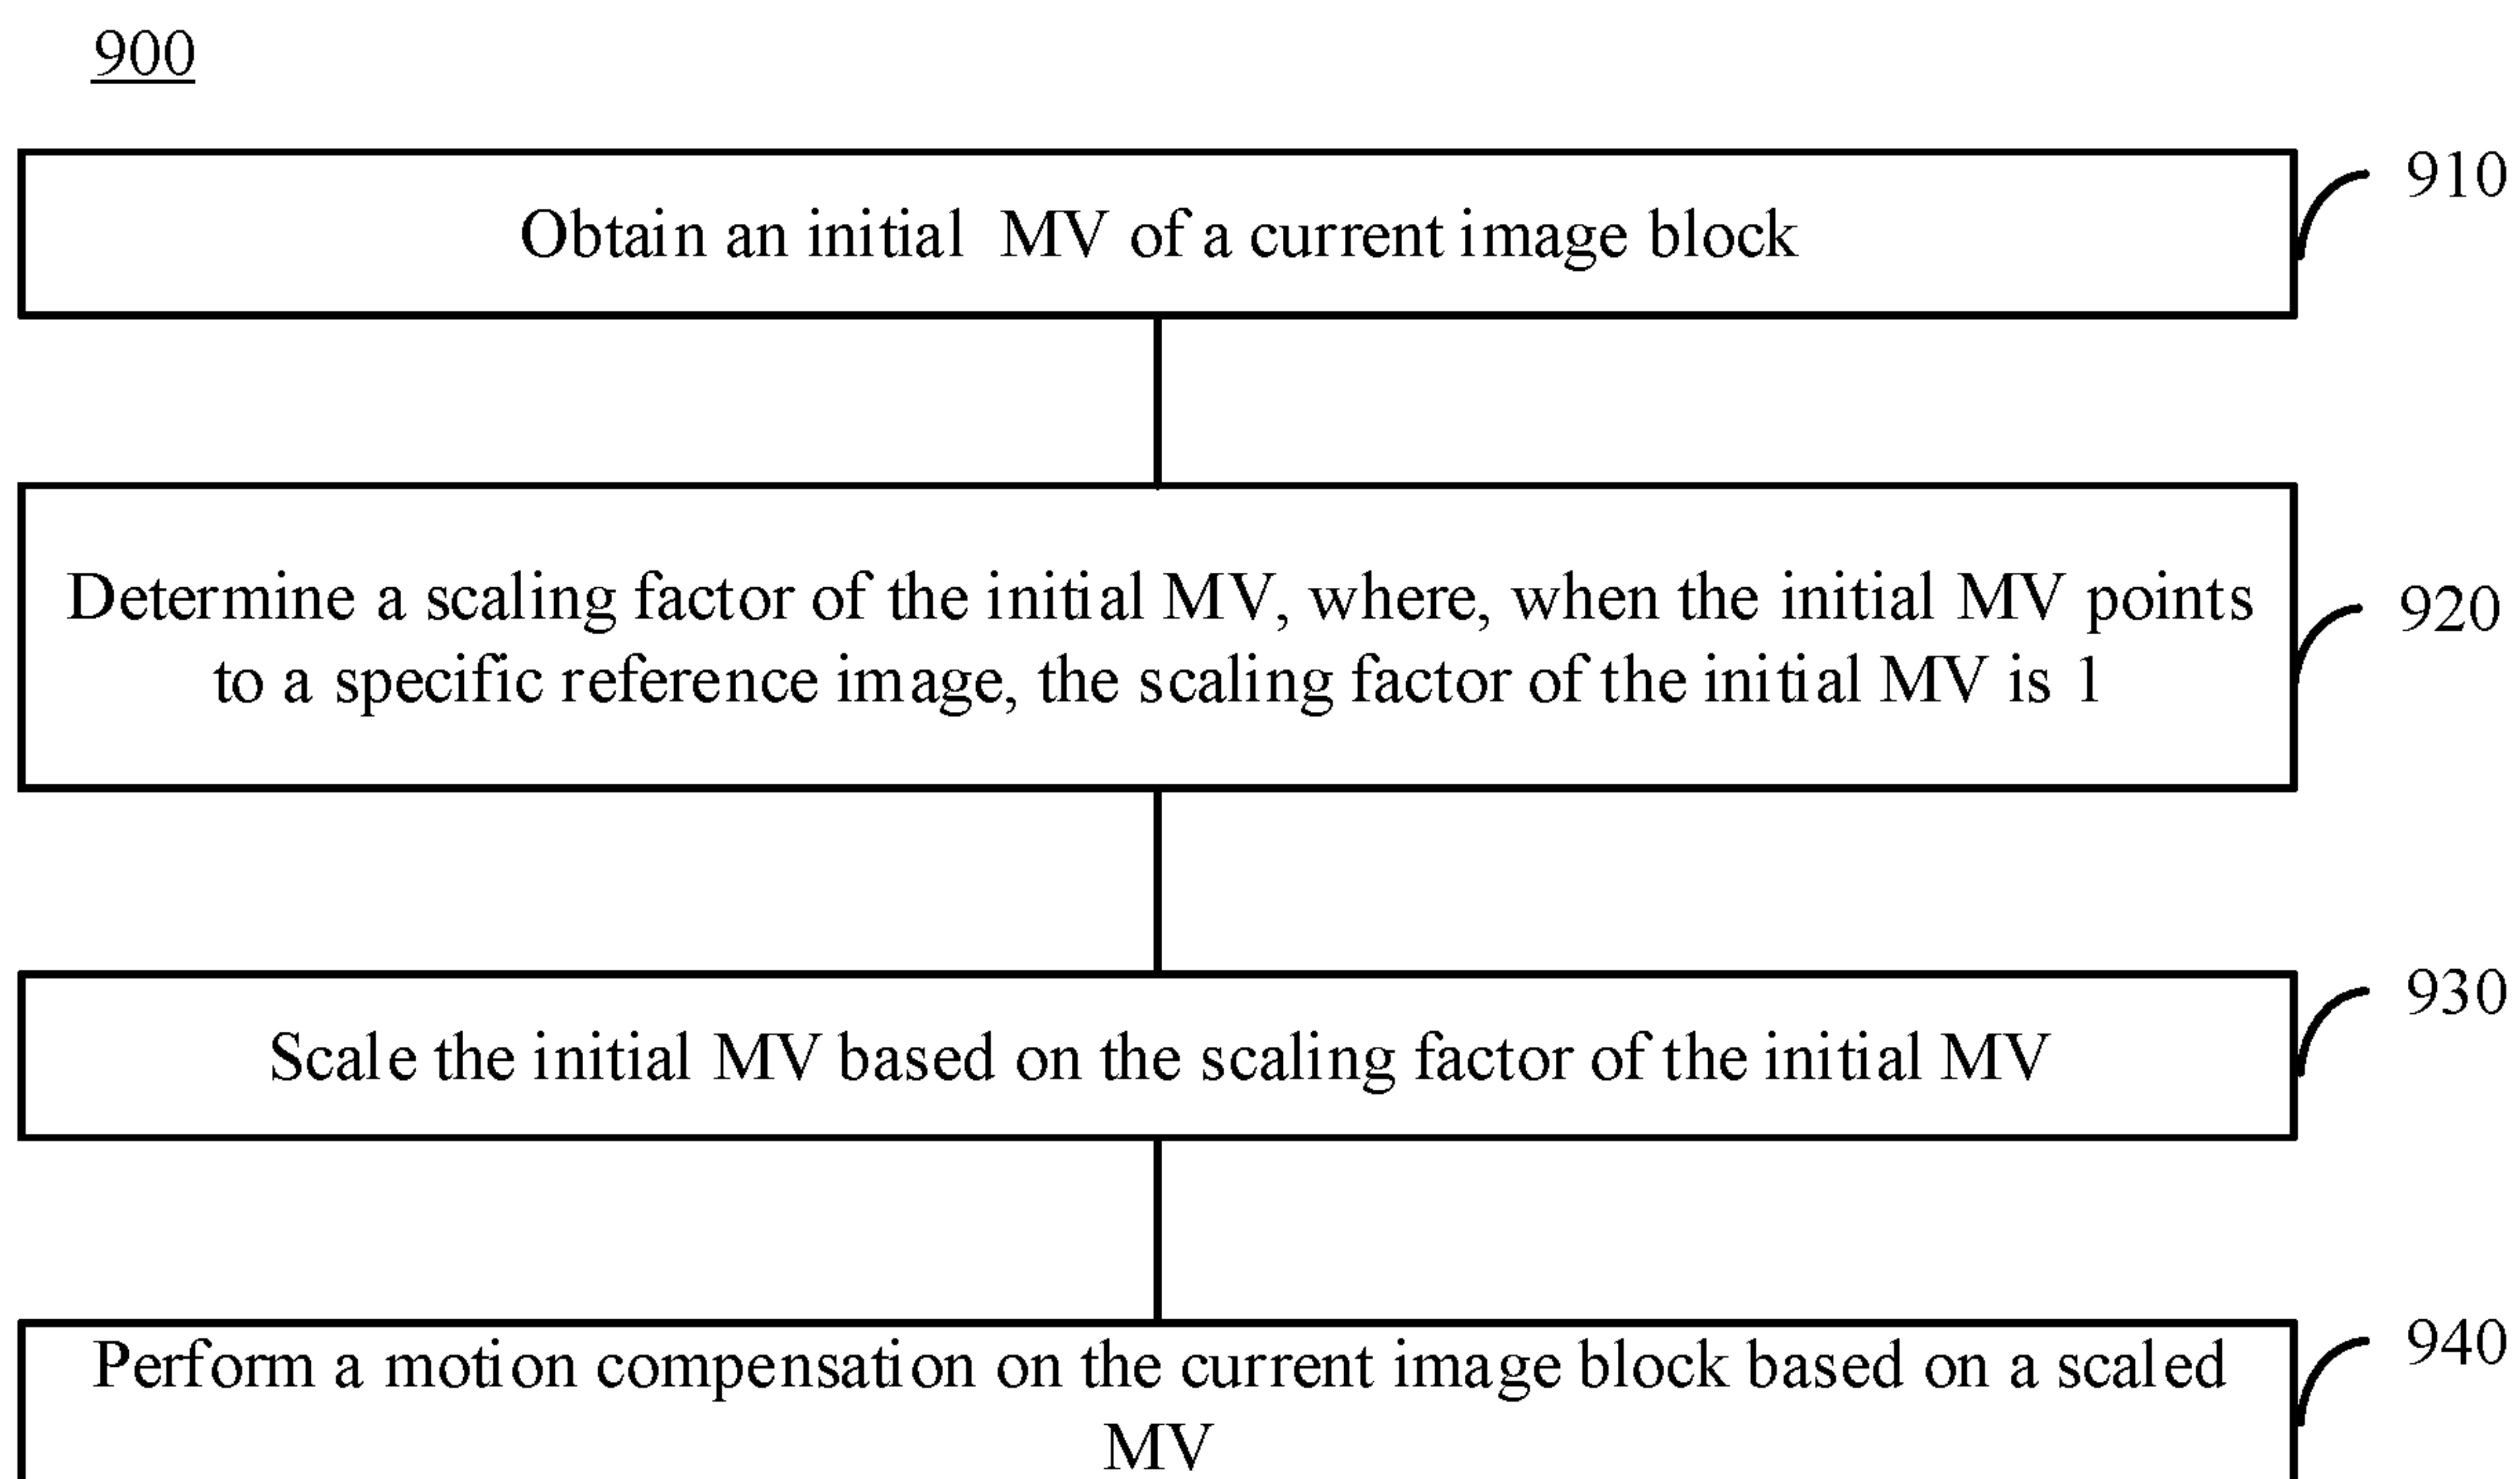 900
910
Obtain an initial MV of a current image block
Determine a scaling factor of the initial MV, where, when the initial MV points
920
to a specific reference image, the scaling factor of the initial MV is 1
930
Scale the initial MV based on the scaling factor of the initial MV
940
Perform a motion compensation on the current image block based on a scaled
MV